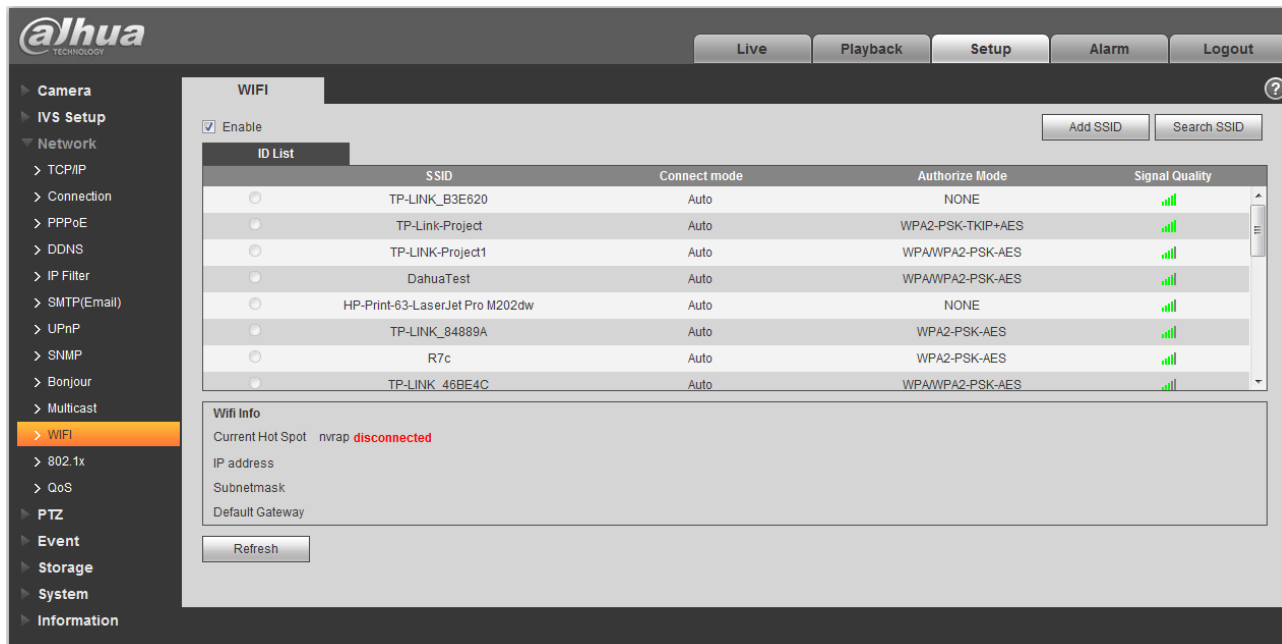 alhua
TECHNOLOGY
Live Playback Setup Alarm Logout
Camera
IVS Setup
Network
TCP/IP
Connection
PPPoE
DDNS
IP Filter
SMTP(Email)
UPnP
SNMP
Bonjour
Multicast
WIFI
802.1x
QoS
PTZ
Event
Storage
System
Information
WIFI ?
Enable Add SSID Search SSID
ID List
SSID Connect mode Authorize Mode Signal Quality
TP-LINK_B3E620 Auto NONE
TP-Link-Project Auto WPA2-PSK-TKIP+AES
TP-LINK-Project1 Auto WPA/WPA2-PSK-AES
DahuaTest Auto WPA/WPA2-PSK-AES
HP-Print-63-LaserJet Pro M202dw Auto NONE
TP-LINK_84889A Auto WPA2-PSK-AES
R7c Auto WPA2-PSK-AES
TP-LINK_46BE4C Auto WPA/WPA2-PSK-AES
Wifi Info
Current Hot Spot nvrap disconnected
IP address
Subnetmask
Default Gateway
Refresh